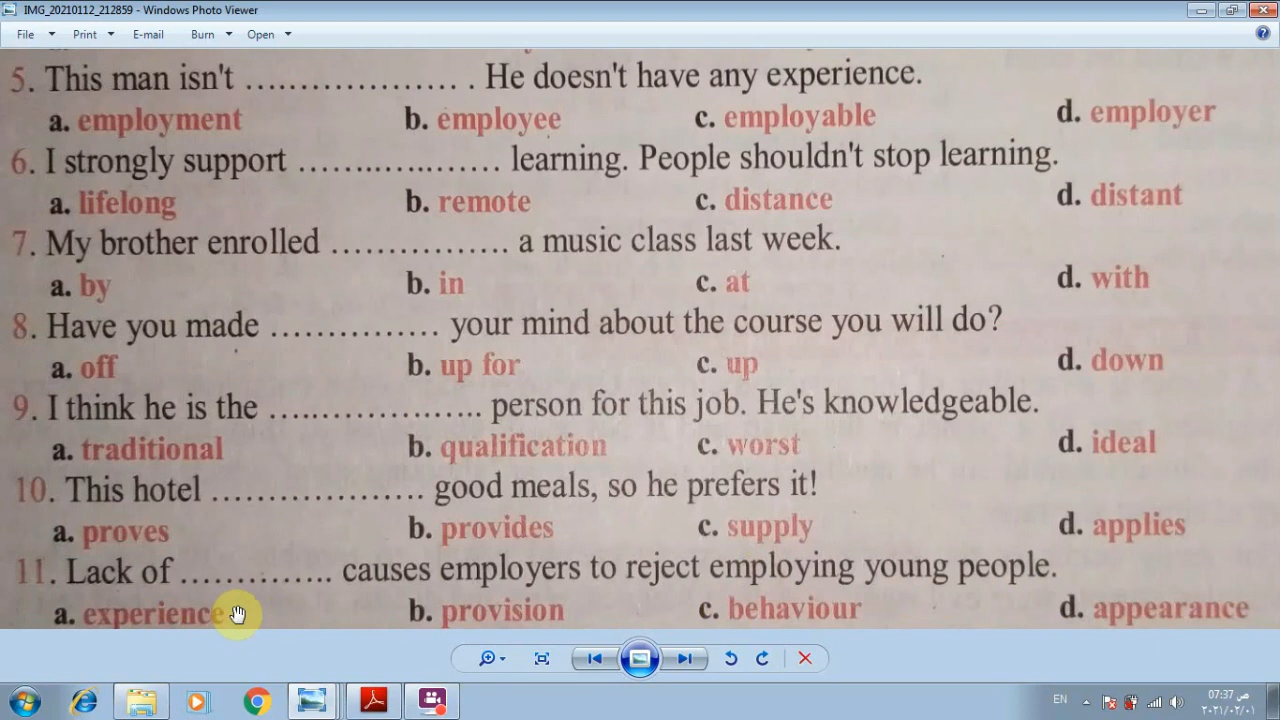 IMG_20210112_212859 - Windows Photo Viewer
File Print E-mail Burn Open
5. This man isn't .................... . He doesn't have any experience.
a. employment b. employee c. employable d. employer
6. I strongly support .................... learning. People shouldn't stop learning.
a. lifelong b. remote c. distance d. distant
7. My brother enrolled ................ a music class last week.
a. by b. in c. at d. with
8. Have you made ............... your mind about the course you will do?
a. off b. up for c. up d. down
9. I think he is the .................... person for this job. He's knowledgeable.
a. traditional b. qualification c. worst d. ideal
10. This hotel .................... good meals, so he prefers it!
a. proves b. provides c. supply d. applies
11. Lack of .............. causes employers to reject employing young people.
a. experience b. provision c. behaviour d. appearance
EN
07:37 ص
٢٠٢١/٠٢/٠١